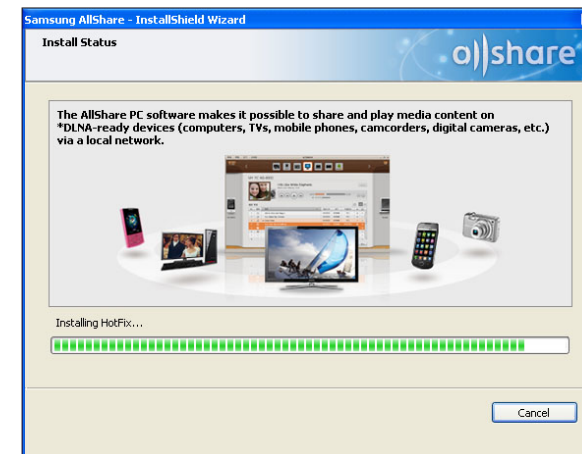 Samsung AllShare - InstallShield Wizard
Install Status
allshare
The AllShare PC software makes it possible to share and play media content on
*DLNA-ready devices (computers, TVs, mobile phones, camcorders, digital cameras, etc.)
via a local network.
Installing HotFix...
Cancel